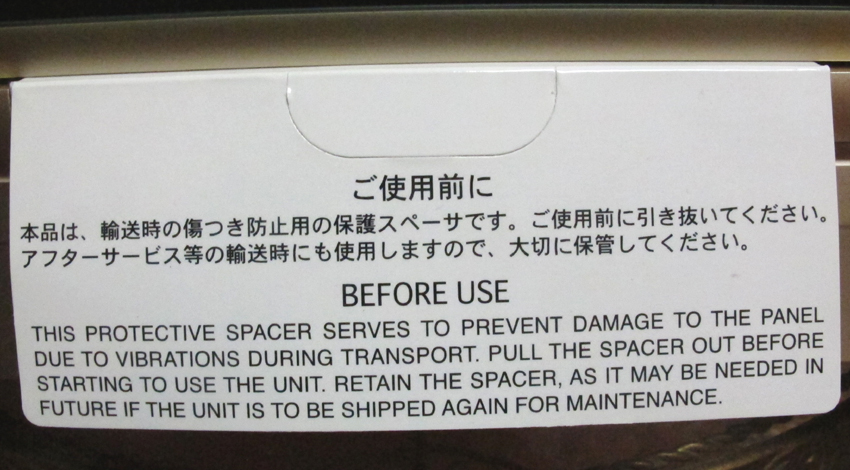 ご使用前に
本品は、輸送時の傷つき防止用の保護スペーサです。ご使用前に引き抜いてください。
アフターサービス等の輸送時にも使用しますので、大切に保管してください。
BEFORE USE
THIS PROTECTIVE SPACER SERVES TO PREVENT DAMAGE TO THE PANEL
DUE TO VIBRATIONS DURING TRANSPORT. PULL THE SPACER OUT BEFORE
STARTING TO USE THE UNIT. RETAIN THE SPACER, AS IT MAY BE NEEDED IN
FUTURE IF THE UNIT IS TO BE SHIPPED AGAIN FOR MAINTENANCE.